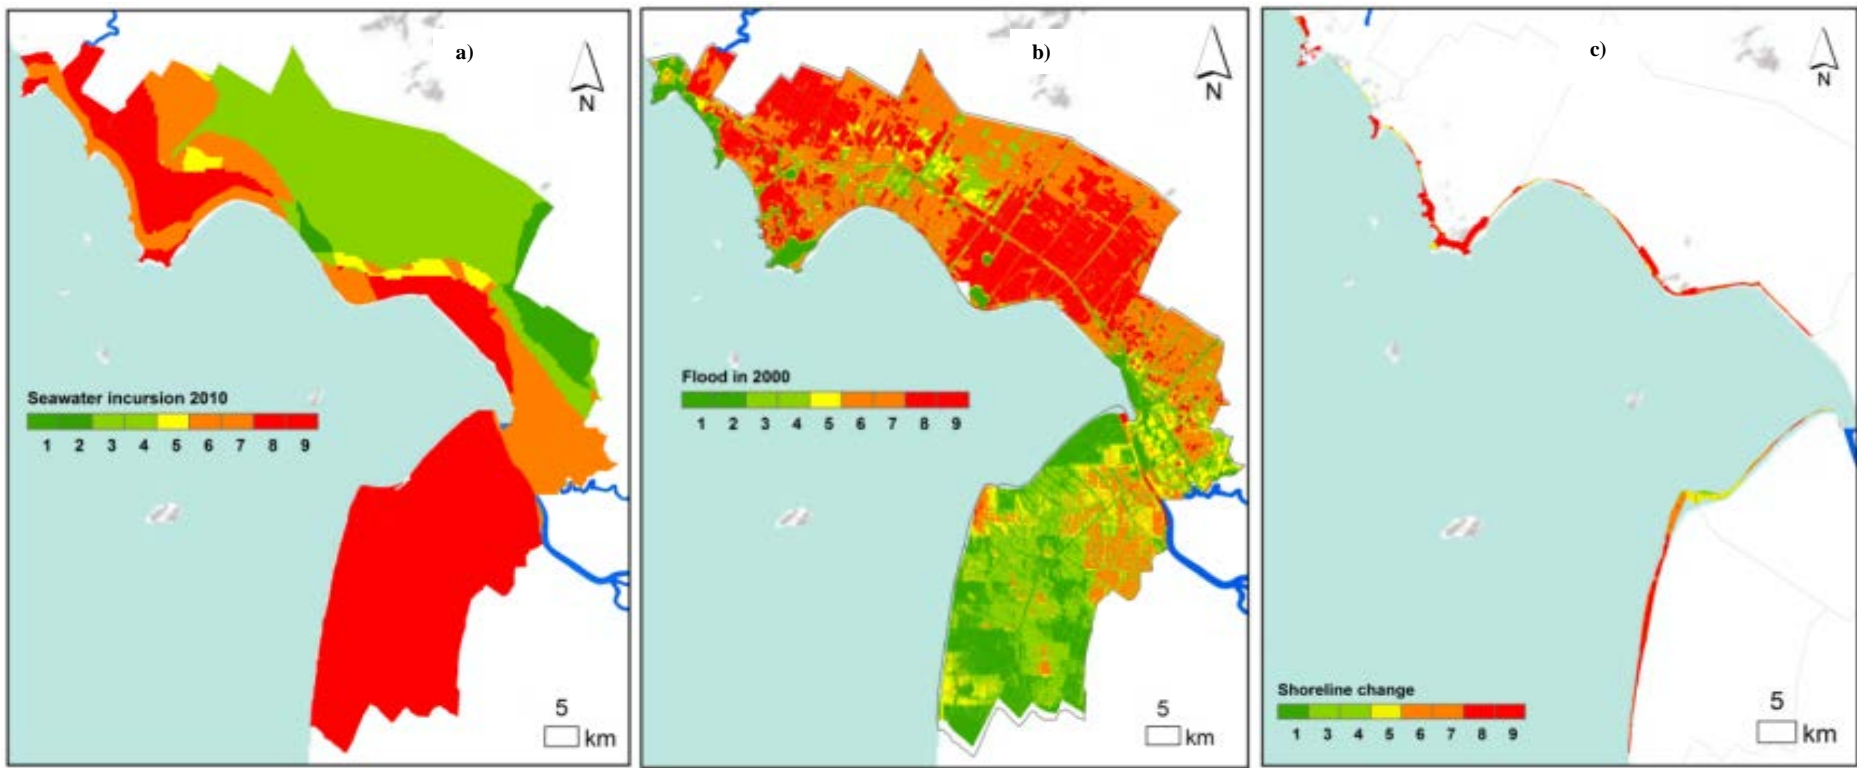 a)
N
Seawater incursion 2010
1 2 3 4 5 6 7 8 9
5
km
b)
N
Flood in 2000
1 2 3 4 5 6 7 8 9
5
km
c)
N
Shoreline change
1 3 4 5 6 7 8 9
5
km